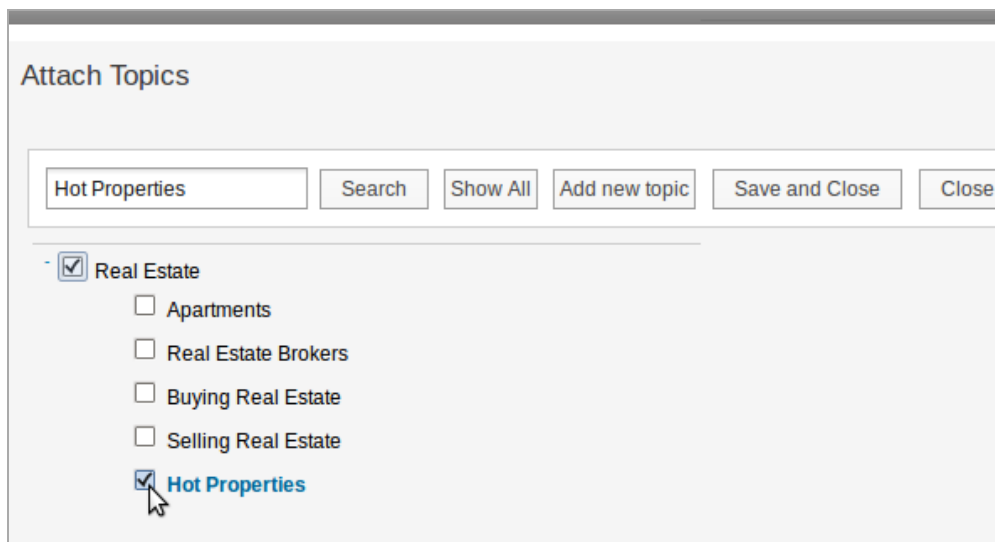 Attach Topics
Hot Properties Search Show All Add new topic Save and Close Close
- Real Estate
Apartments
Real Estate Brokers
Buying Real Estate
Selling Real Estate
Hot Properties